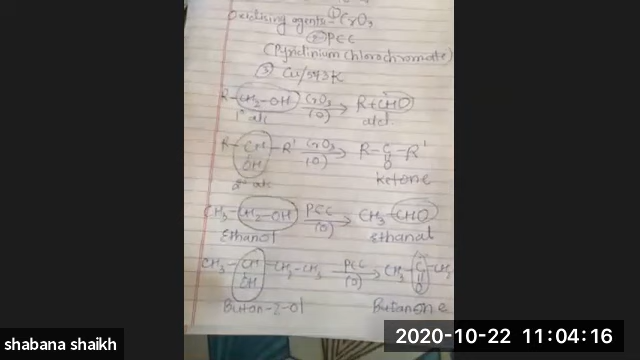 Oxidising agents - ① CrO₃
② PCC
(Pyridinium chlorochromate)
③ Cu/573K
R-CH₂-OH CrO₃ (O) → R-CHO
1° alc ald.
R-CH-R' CrO₃ (O) → R-C-R'
OH O
2° alc Ketone
CH₃-CH₂-OH PCC (O) → CH₃-CHO
Ethanol Ethanal
CH₃-CH-CH₂-CH₃ PCC (O) → CH₃-C-CH₂
OH O
Butan-2-ol Butanone
shabana shaikh
2020-10-22 11:04:16